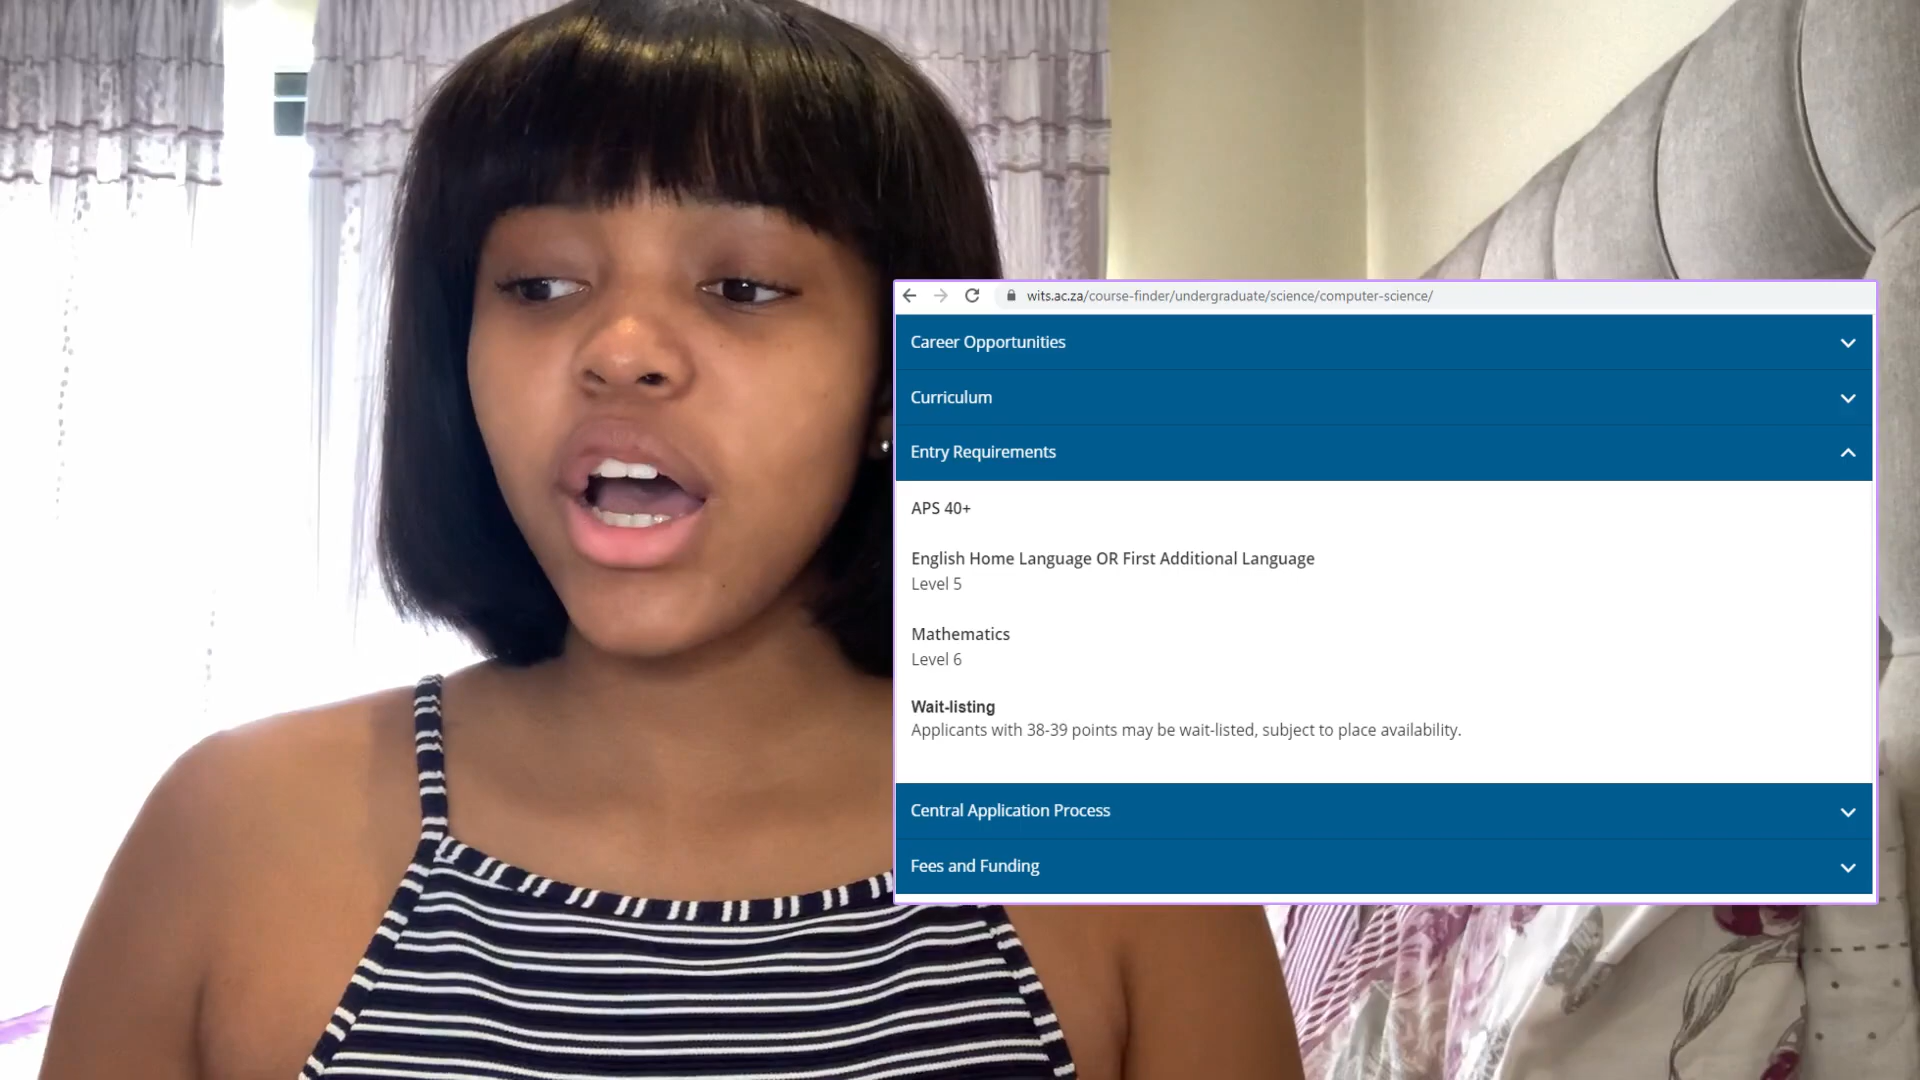 wits.ac.za/course-finder/undergraduate/science/computer-science/
Career Opportunities
Curriculum
Entry Requirements
APS 40+
English Home Language OR First Additional Language
Level 5
Mathematics
Level 6
Wait-listing
Applicants with 38-39 points may be wait-listed, subject to place availability.
Central Application Process
Fees and Funding